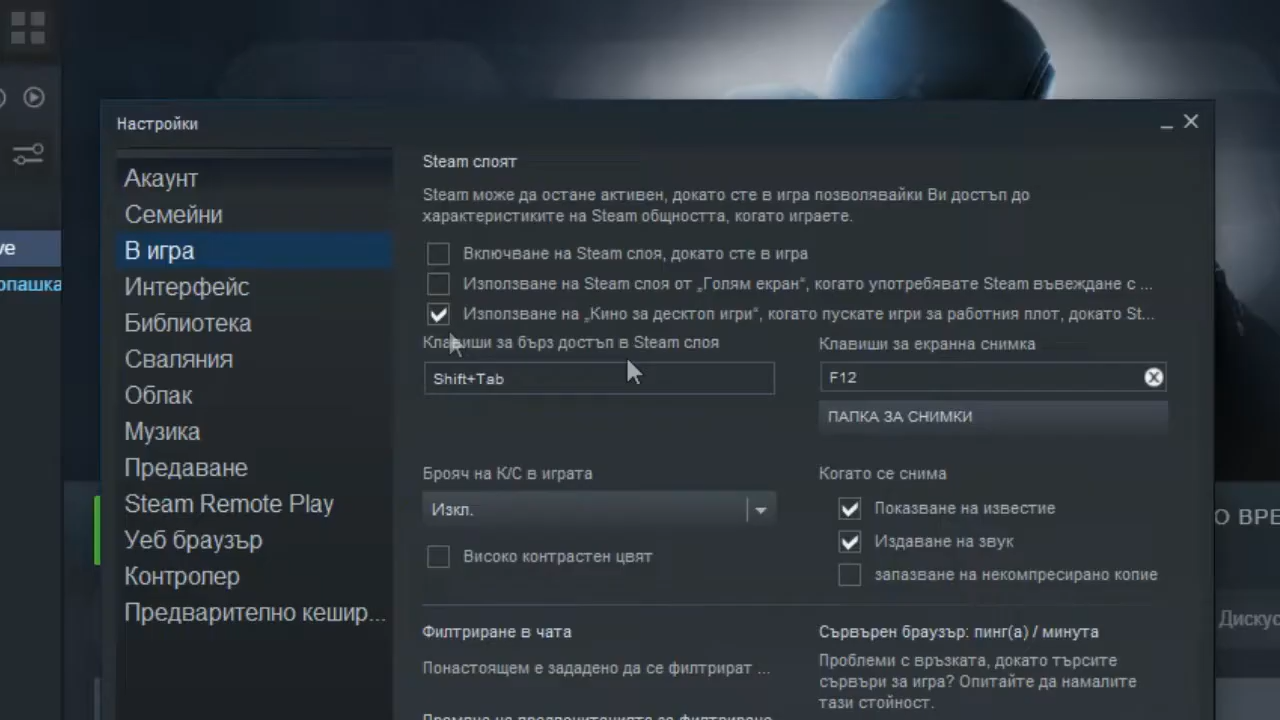 Настройки
Акаунт
Семейни
В игра
Интерфейс
Библиотека
Сваляния
Облак
Музика
Предаване
Steam Remote Play
Уеб браузър
Контролер
Предварително кешир...
Steam слоят
Steam може да остане активен, докато сте в игра позволявайки Ви достъп до
характеристиките на Steam общността, когато играете.
Включване на Steam слоя, докато сте в игра
Използване на Steam слоя от „Голям екран“, когато употребявате Steam въвеждане с ...
Използване на „Кино за десктоп игри“, когато пускате игри за работния плот, докато St...
Клавиши за бърз достъп в Steam слоя
Shift+Tab
Клавиши за екранна снимка
F12
ПАПКА ЗА СНИМКИ
Брояч на К/С в играта
Изкл.
Високо контрастен цвят
Когато се снима
Показване на известие
Издаване на звук
запазване на некомпресирано копие
Филтриране в чата
Понастоящем е зададено да се филтрират ...
Сървърен браузър: пинг(а) / минута
Проблеми с връзката, докато търсите
сървъри за игра? Опитайте да намалите
тази стойност.
ve
опашка
О ВРЕ
Дискус